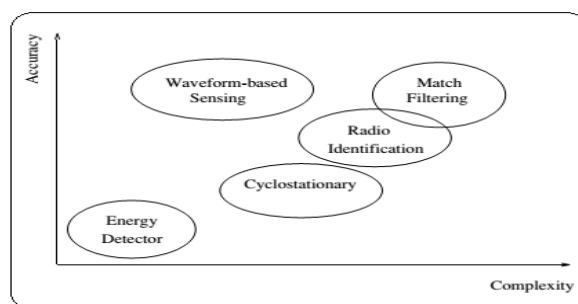 Accuracy
Waveform-based
Sensing
Match
Filtering
Radio
Identification
Cyclostationary
Energy
Detector
Complexity